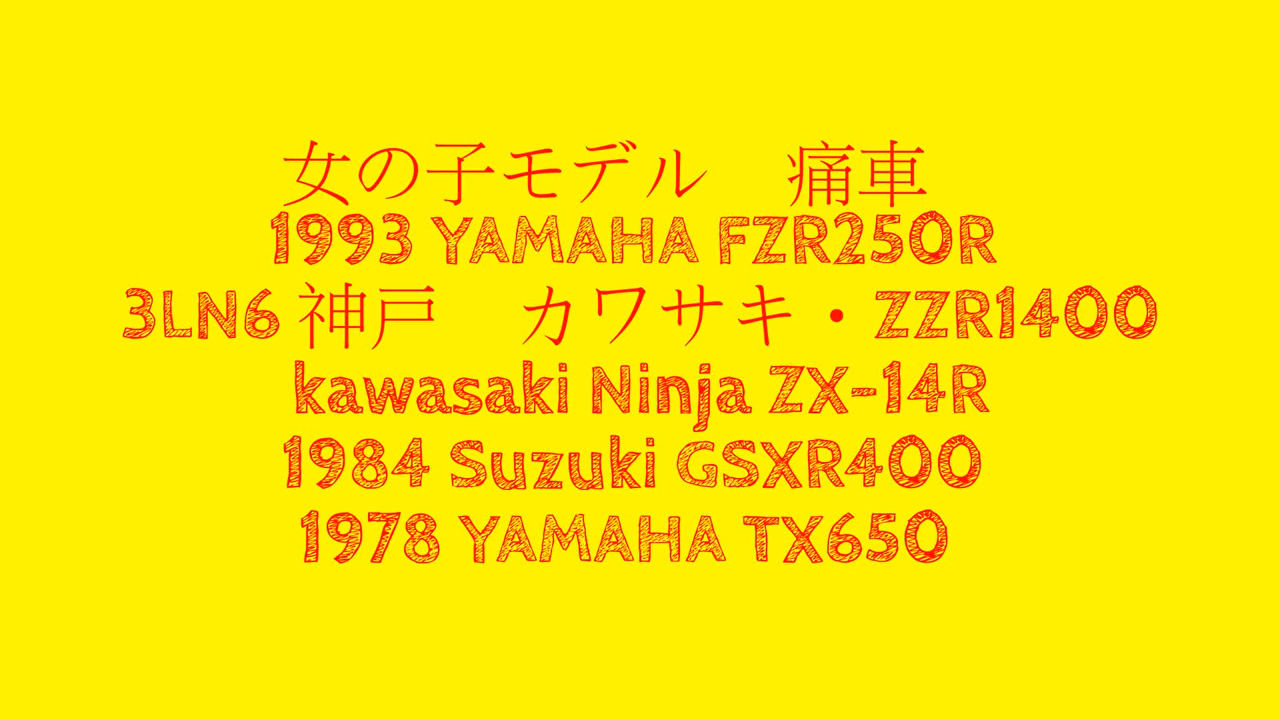 女の子モデル　痛車
1993 YAMAHA FZR250R
3LN6 神戸　カワサキ・ZZR1400
kawasaki Ninja ZX-14R
1984 Suzuki GSXR400
1978 YAMAHA TX650